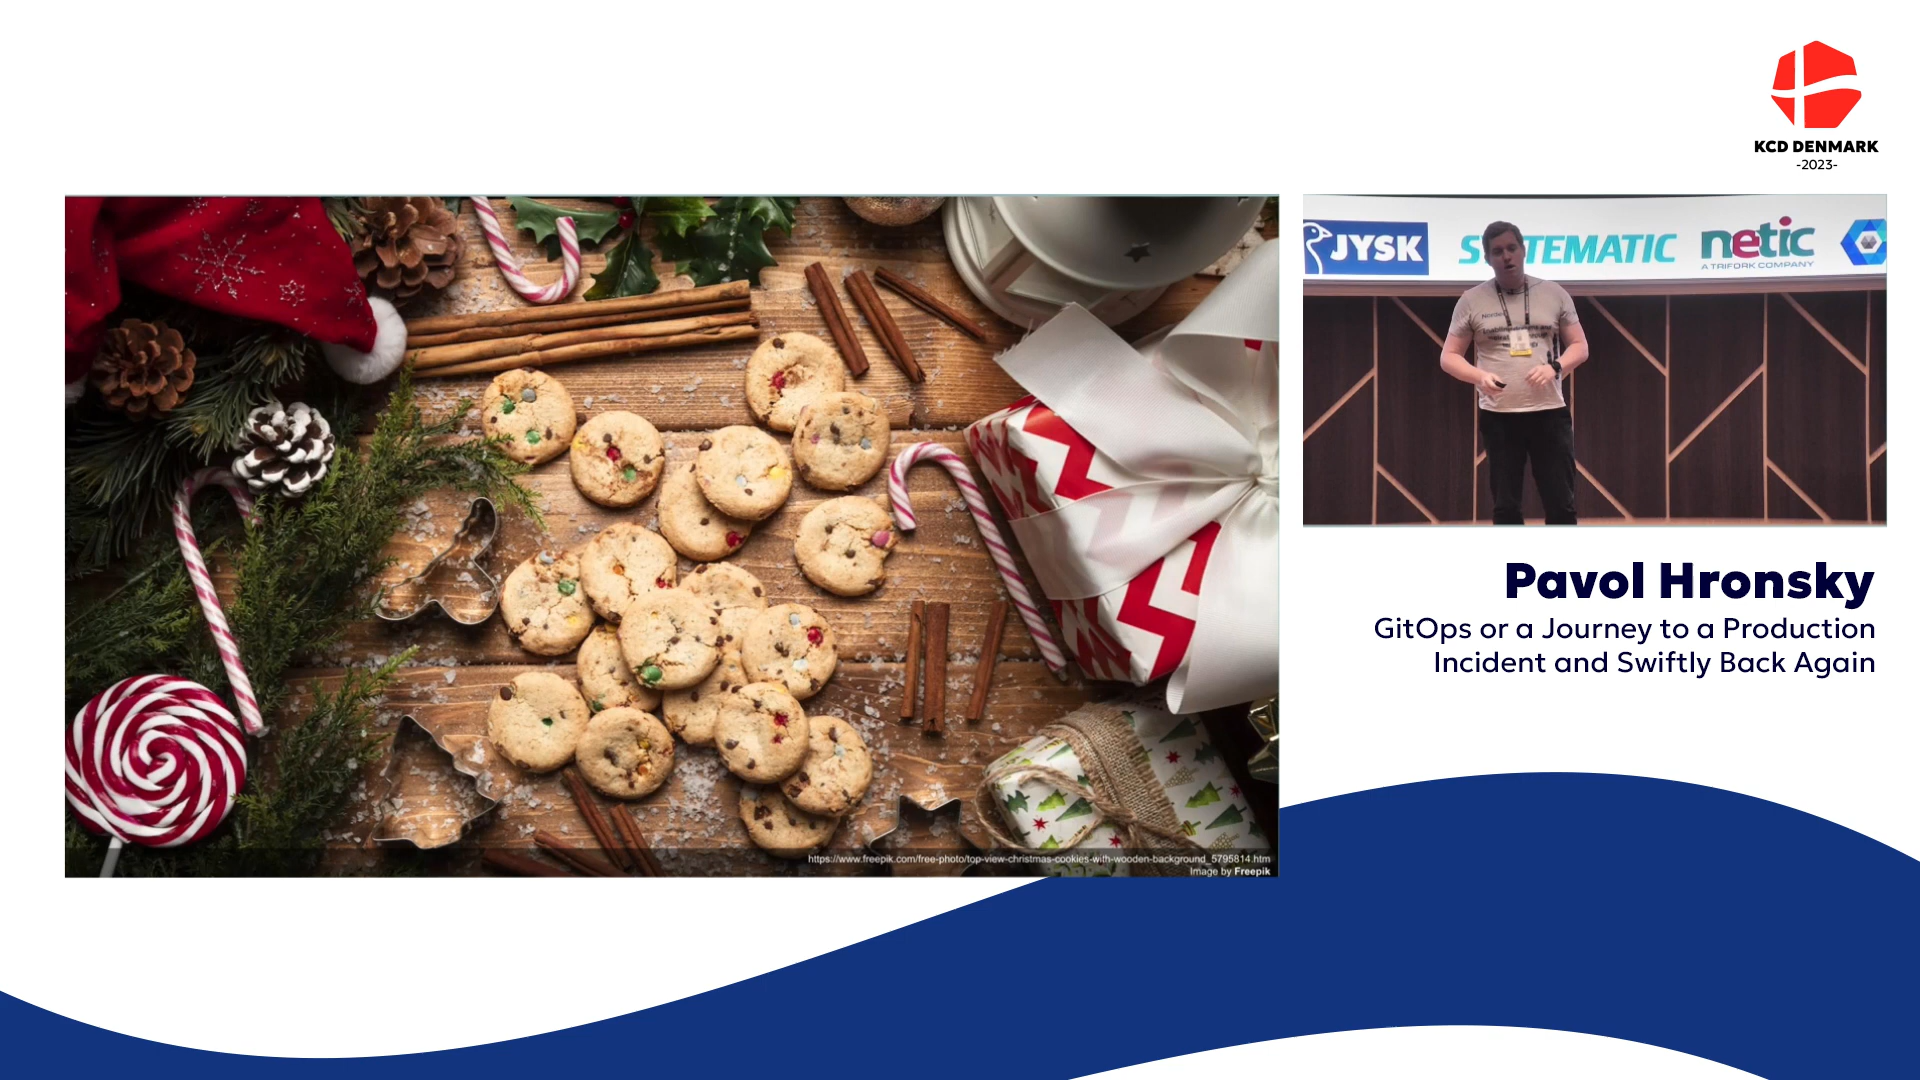 KCD DENMARK
-2023-
JYSK
netic
A TRIFORK COMPANY
Pavol Hronsky
GitOps or a Journey to a Production
Incident and Swiftly Back Again
https://www.freepik.com/free-photo/top-view-christmas-cookies-with-wooden-background_5795814.htm
Image by Freepik